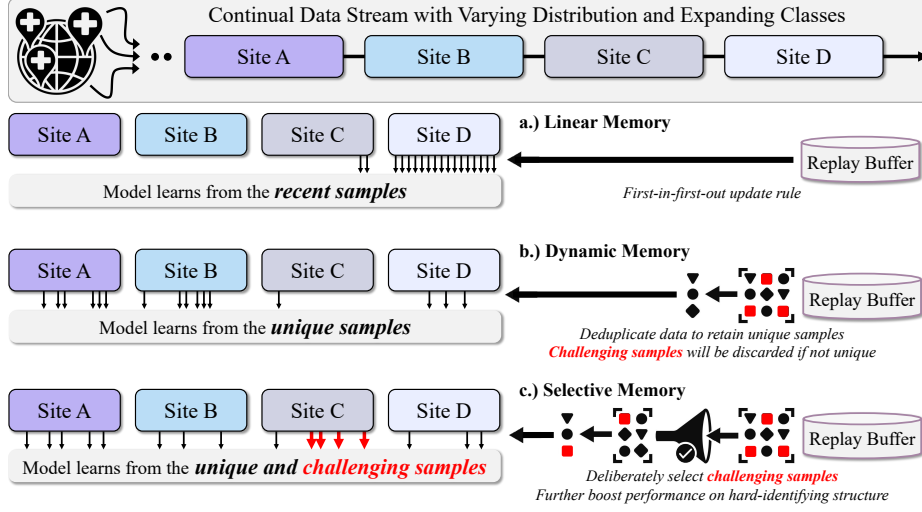 Continual Data Stream with Varying Distribution and Expanding Classes
Site A
Site B
Site C
Site D
a.) Linear Memory
Site A
Site B
Site C
Site D
Replay Buffer
Model learns from the recent samples
First-in-first-out update rule
b.) Dynamic Memory
Site A
Site B
Site C
Site D
Replay Buffer
Model learns from the unique samples
Deduplicate data to retain unique samples
Challenging samples will be discarded if not unique
c.) Selective Memory
Site A
Site B
Site C
Site D
Replay Buffer
Model learns from the unique and challenging samples
Deliberately select challenging samples
Further boost performance on hard-identifying structure